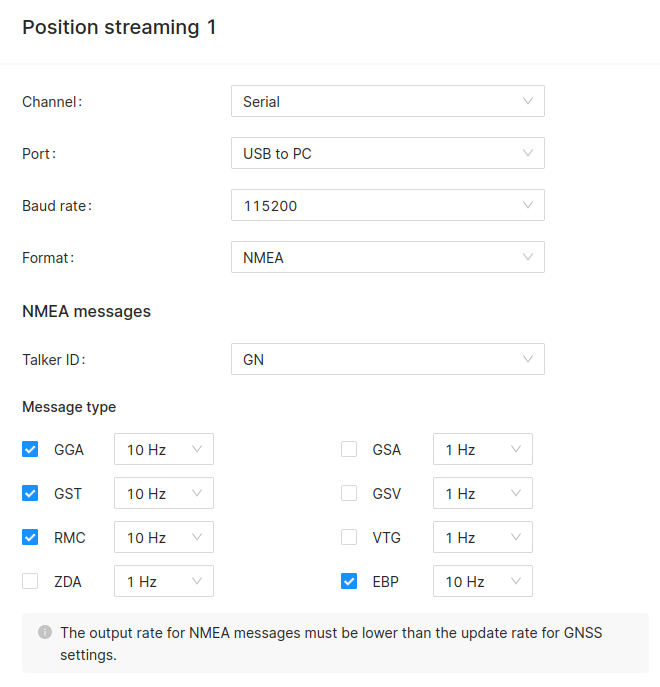 Position streaming 1
Channel:
Serial
Port:
USB to PC
Baud rate:
115200
Format:
NMEA
NMEA messages
Talker ID:
GN
Message type
GGA 10 Hz GSA 1 Hz
GST 10 Hz GSV 1 Hz
RMC 10 Hz VTG 1 Hz
ZDA 1 Hz EBP 10 Hz
The output rate for NMEA messages must be lower than the update rate for GNSS
settings.